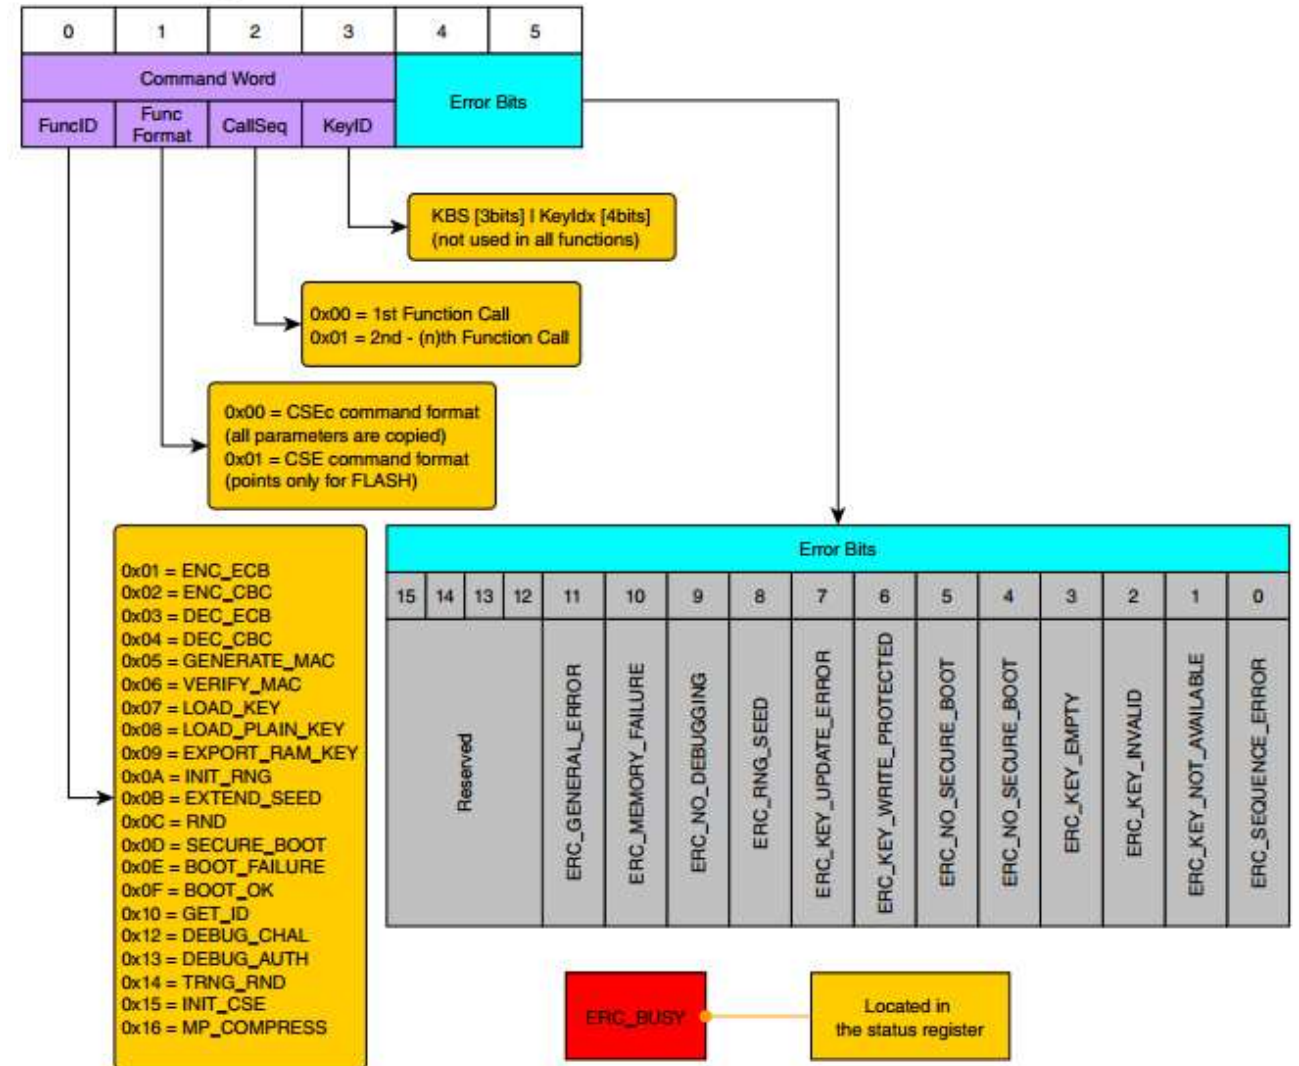 0 1 2 3 4 5
Command Word
Error Bits
FuncID
Func
Format
CallSeq
KeyID
KBS [3bits] I KeyIdx [4bits]
(not used in all functions)
0x00 = 1st Function Call
0x01 = 2nd - (n)th Function Call
0x00 = CSEc command format
(all parameters are copied)
0x01 = CSE command format
(points only for FLASH)
0x01 = ENC_ECB
0x02 = ENC_CBC
0x03 = DEC_ECB
0x04 = DEC_CBC
0x05 = GENERATE_MAC
0x06 = VERIFY_MAC
0x07 = LOAD_KEY
0x08 = LOAD_PLAIN_KEY
0x09 = EXPORT_RAM_KEY
0x0A = INIT_RNG
0x0B = EXTEND_SEED
0x0C = RND
0x0D = SECURE_BOOT
0x0E = BOOT_FAILURE
0x0F = BOOT_OK
0x10 = GET_ID
0x12 = DEBUG_CHAL
0x13 = DEBUG_AUTH
0x14 = TRNG_RND
0x15 = INIT_CSE
0x16 = MP_COMPRESS
Error Bits
15 14 13 12 11 10 9 8 7 6 5 4 3 2 1 0
Reserved
ERC_GENERAL_ERROR
ERC_MEMORY_FAILURE
ERC_NO_DEBUGGING
ERC_RNG_SEED
ERC_KEY_UPDATE_ERROR
ERC_KEY_WRITE_PROTECTED
ERC_NO_SECURE_BOOT
ERC_NO_SECURE_BOOT
ERC_KEY_EMPTY
ERC_KEY_INVALID
ERC_KEY_NOT_AVAILABLE
ERC_SEQUENCE_ERROR
ERC_BUSY
Located in
the status register